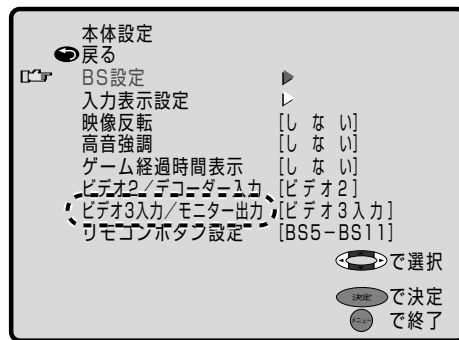 本体設定
戻る
BS設定
入力表示設定
映像反転 [しない]
高音強調 [しない]
ゲーム経過時間表示 [しない]
ビデオ2/デコーダー入力 [ビデオ2]
ビデオ3入力/モニター出力 [ビデオ3入力]
リモコンボタン設定 [BS5−BS11]
で選択
決定 で決定
メニュー で終了